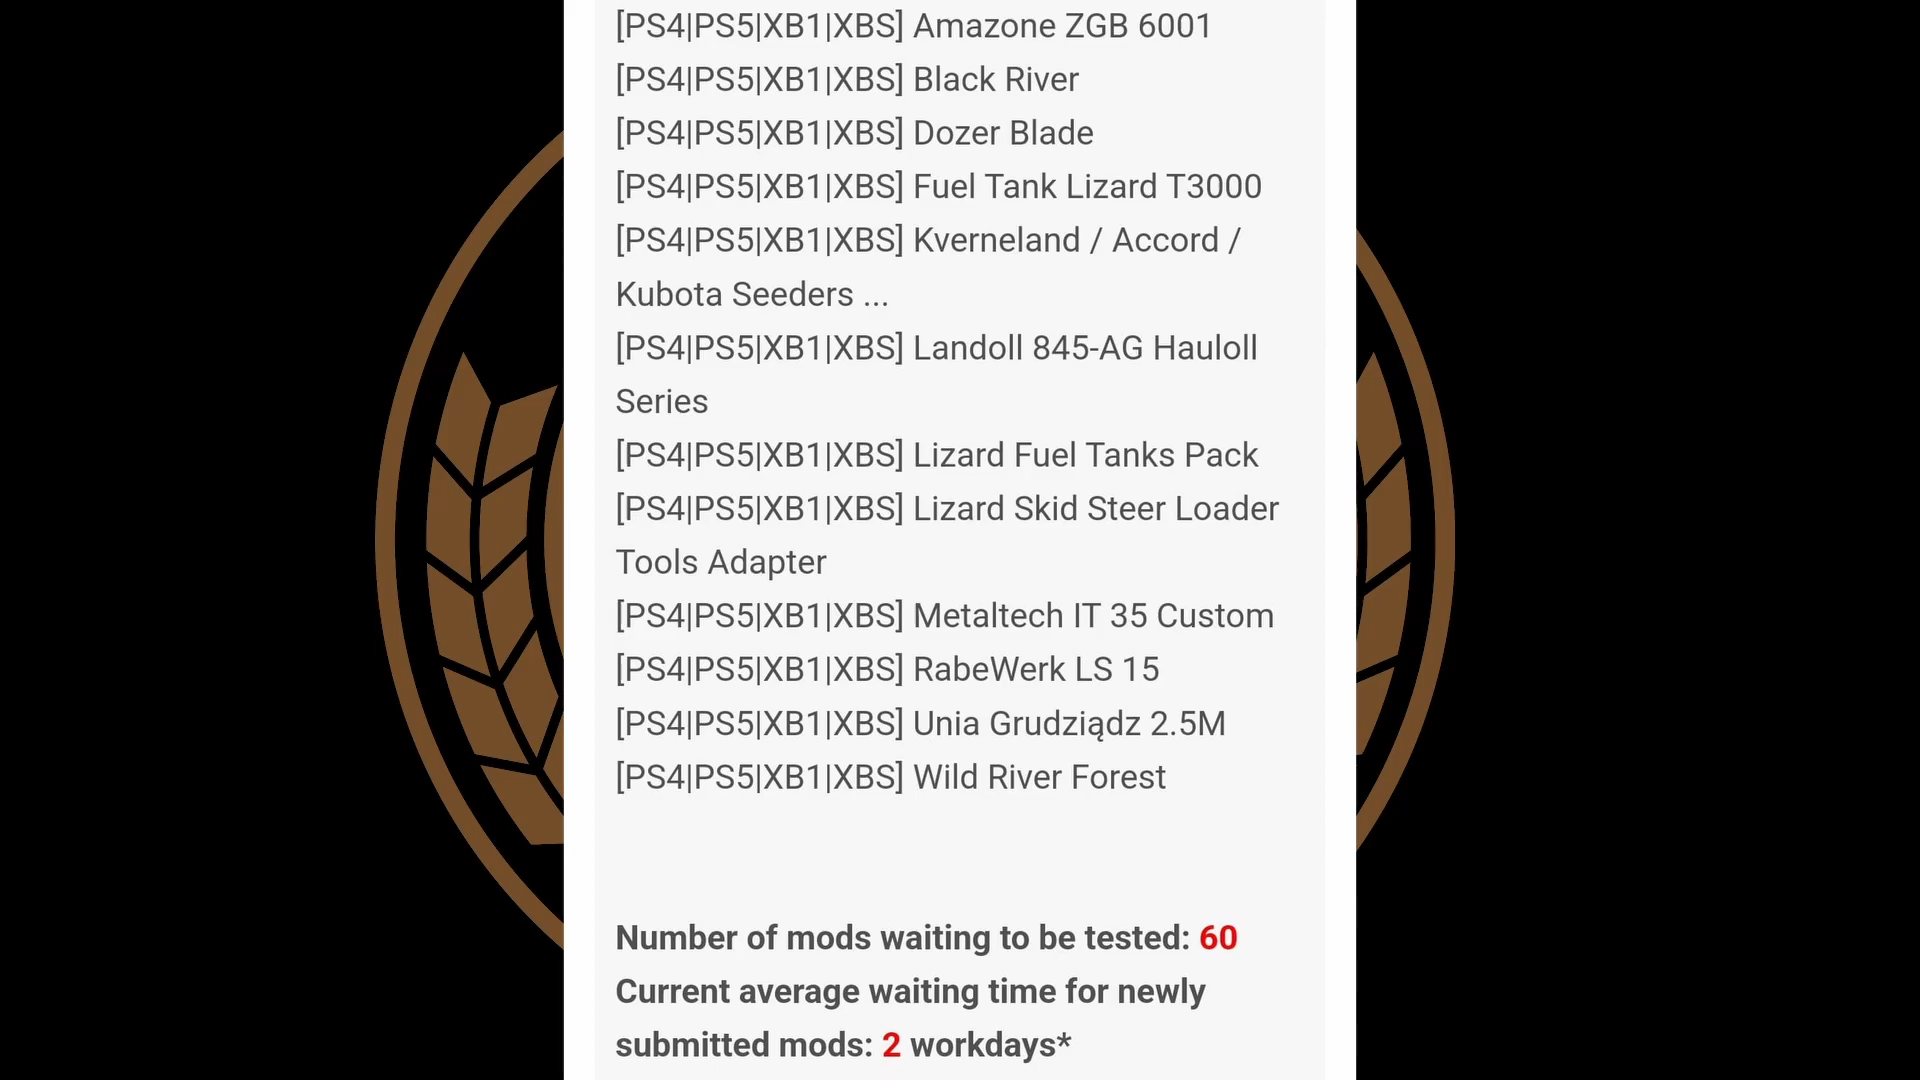 [PS4|PS5|XB1|XBS] Amazone ZGB 6001
[PS4|PS5|XB1|XBS] Black River
[PS4|PS5|XB1|XBS] Dozer Blade
[PS4|PS5|XB1|XBS] Fuel Tank Lizard T3000
[PS4|PS5|XB1|XBS] Kverneland / Accord /
Kubota Seeders ...
[PS4|PS5|XB1|XBS] Landoll 845-AG Hauloll
Series
[PS4|PS5|XB1|XBS] Lizard Fuel Tanks Pack
[PS4|PS5|XB1|XBS] Lizard Skid Steer Loader
Tools Adapter
[PS4|PS5|XB1|XBS] Metaltech IT 35 Custom
[PS4|PS5|XB1|XBS] RabeWerk LS 15
[PS4|PS5|XB1|XBS] Unia Grudziądz 2.5M
[PS4|PS5|XB1|XBS] Wild River Forest
Number of mods waiting to be tested: 60
Current average waiting time for newly
submitted mods: 2 workdays*